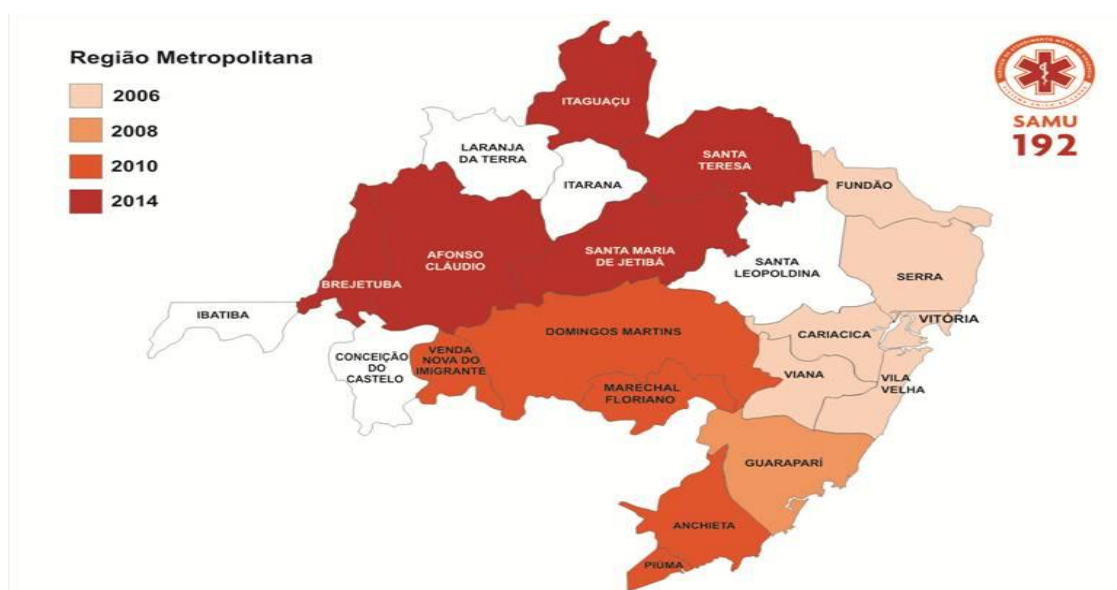 Região Metropolitana
2006
2008
2010
2014
SAMU
192
ITAGUAÇU
LARANJA
DA TERRA
ITARANA
SANTA
TERESA
FUNDÃO
AFONSO
CLÁUDIO
SANTA MARIA
DE JETIBÁ
SANTA
LEOPOLDINA
SERRA
BREJETUBA
IBATIBA
VITÓRIA
CARIACICA
DOMINGOS MARTINS
CONCEIÇÃO
DO
CASTELO
VENDA
NOVA DO
IMIGRANTE
VIANA
VILA
VELHA
MARECHAL
FLORIANO
GUARAPARÍ
ANCHIETA
PIÚMA